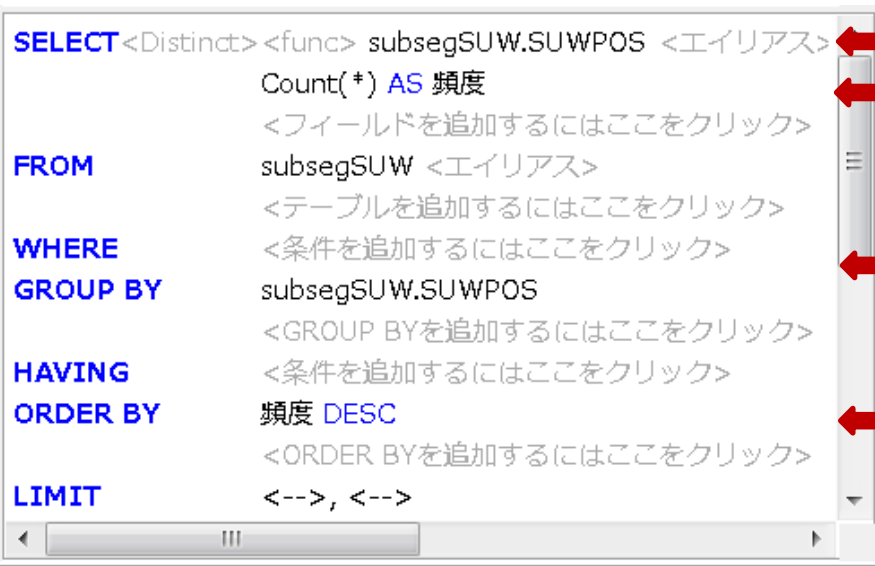 SELECT<Distinct><func> subsegSUW.SUWPOS <エイリアス>
Count(*) AS 頻度
<フィールドを追加するにはここをクリック>
FROM subsegSUW <エイリアス>
<テーブルを追加するにはここをクリック>
WHERE <条件を追加するにはここをクリック>
GROUP BY subsegSUW.SUWPOS
<GROUP BYを追加するにはここをクリック>
HAVING <条件を追加するにはここをクリック>
ORDER BY 頻度 DESC
<ORDER BYを追加するにはここをクリック>
LIMIT <-->, <-->